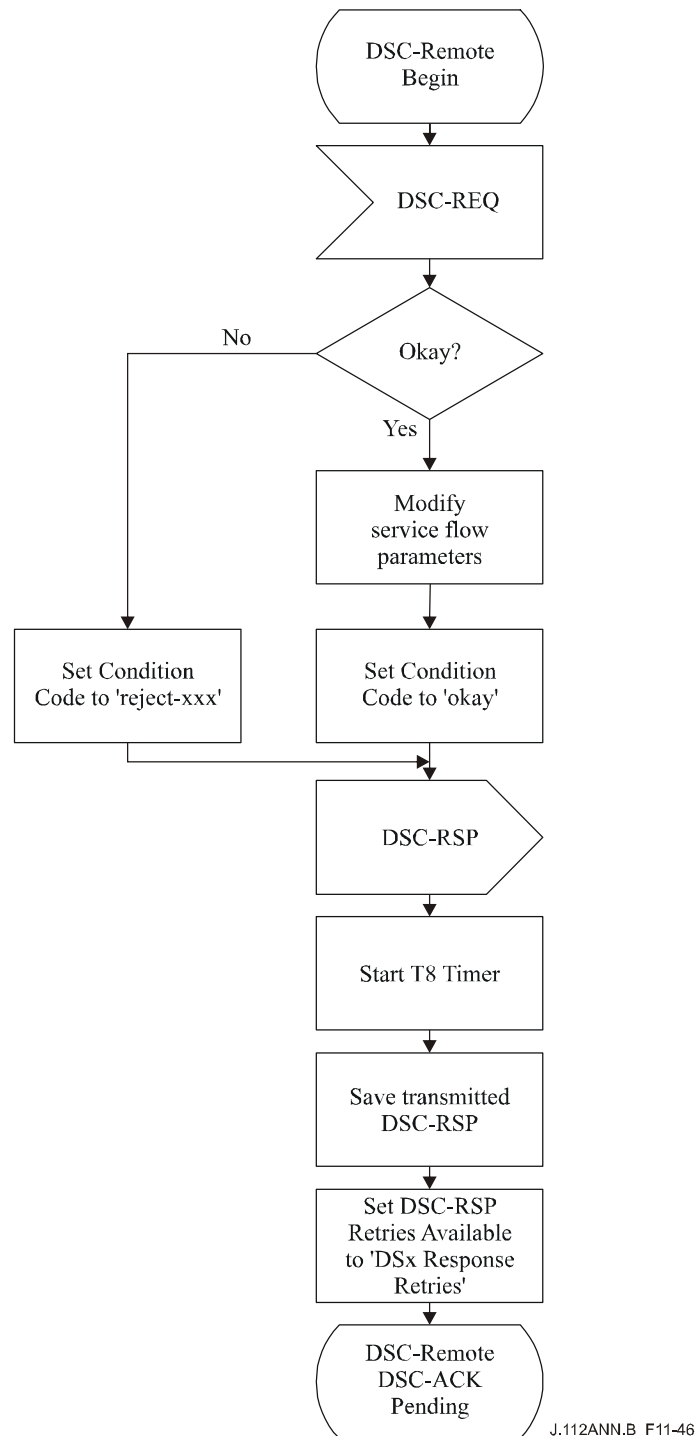 DSC-Remote
Begin
DSC-REQ
No
Okay?
Yes
Modify
service flow
parameters
Set Condition
Code to 'reject-xxx'
Set Condition
Code to 'okay'
DSC-RSP
Start T8 Timer
Save transmitted
DSC-RSP
Set DSC-RSP
Retries Available
to 'DSx Response
Retries'
DSC-Remote
DSC-ACK
Pending
J.112ANN.B_F11-46